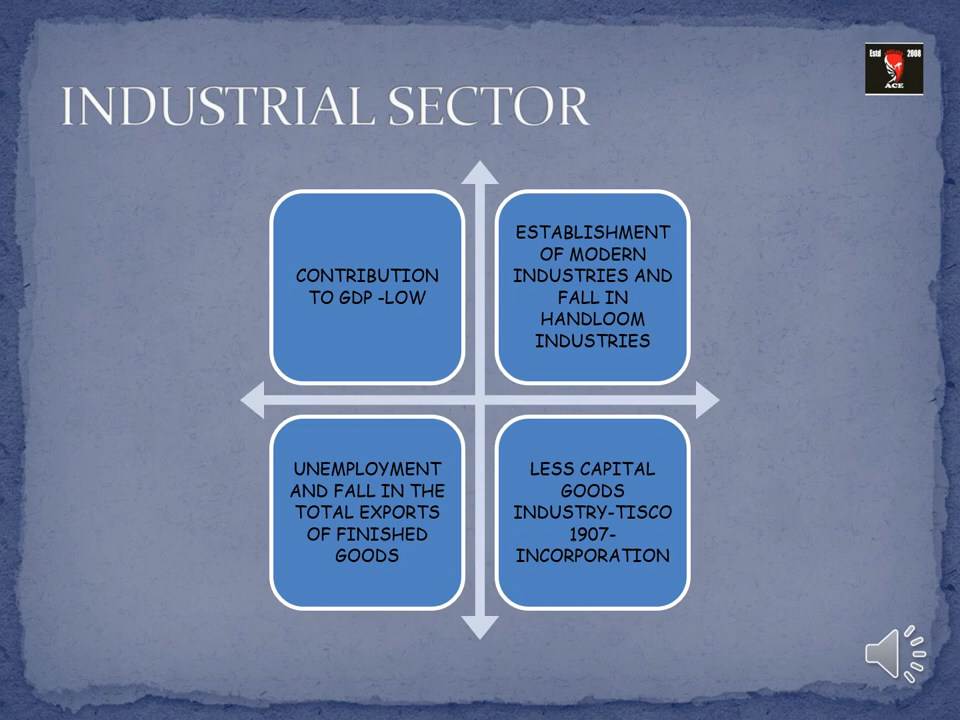 Estd 2008
ACE
INDUSTRIAL SECTOR
CONTRIBUTION
TO GDP -LOW
ESTABLISHMENT
OF MODERN
INDUSTRIES AND
FALL IN
HANDLOOM
INDUSTRIES
UNEMPLOYMENT
AND FALL IN THE
TOTAL EXPORTS
OF FINISHED
GOODS
LESS CAPITAL
GOODS
INDUSTRY-TISCO
1907-
INCORPORATION